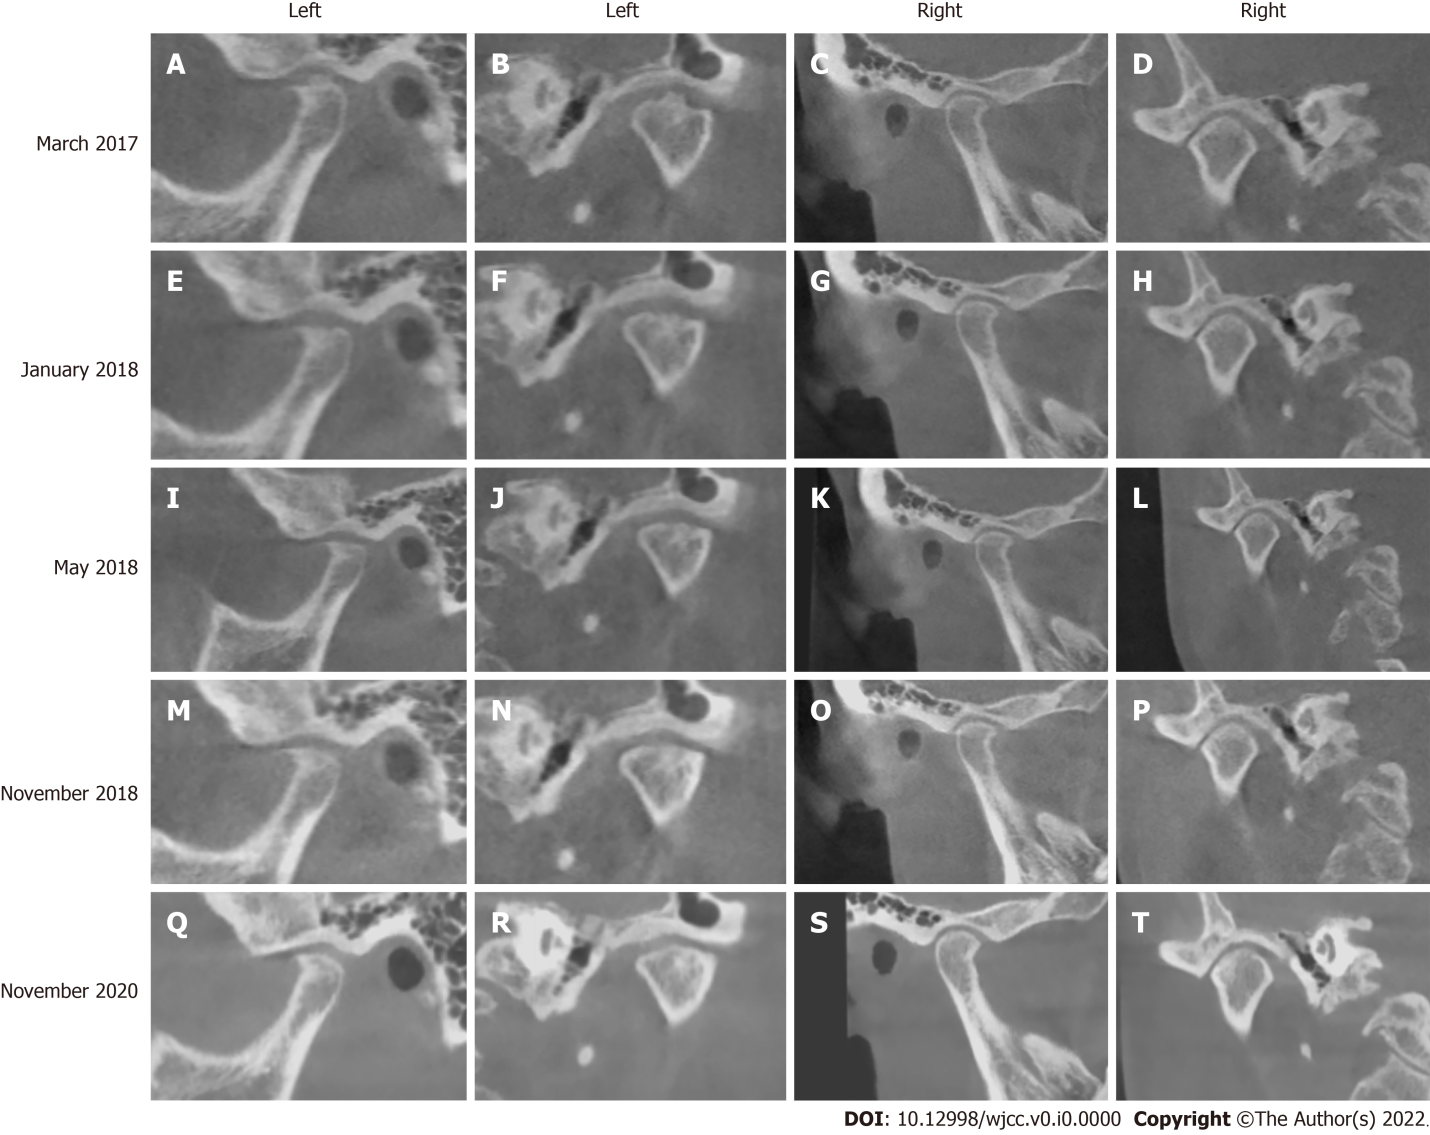 Left Left Right Right
March 2017
A B C D
January 2018
E F G H
May 2018
I J K L
November 2018
M N O P
November 2020
Q R S T
DOI: 10.12998/wjcc.v0.i0.0000 Copyright ©The Author(s) 2022.